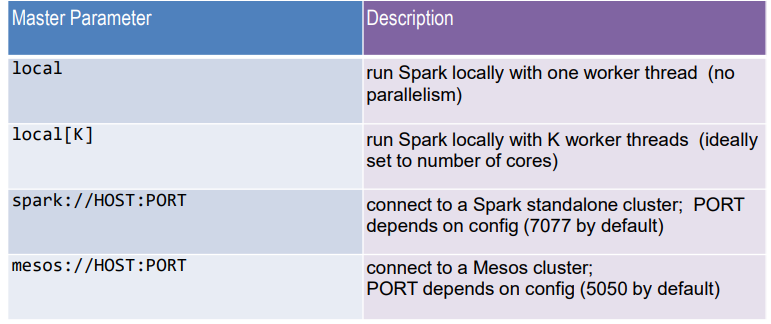 Master Parameter Description
local run Spark locally with one worker thread (no
parallelism)
local[K] run Spark locally with K worker threads (ideally
set to number of cores)
spark://HOST:PORT connect to a Spark standalone cluster; PORT
depends on config (7077 by default)
mesos://HOST:PORT connect to a Mesos cluster;
PORT depends on config (5050 by default)